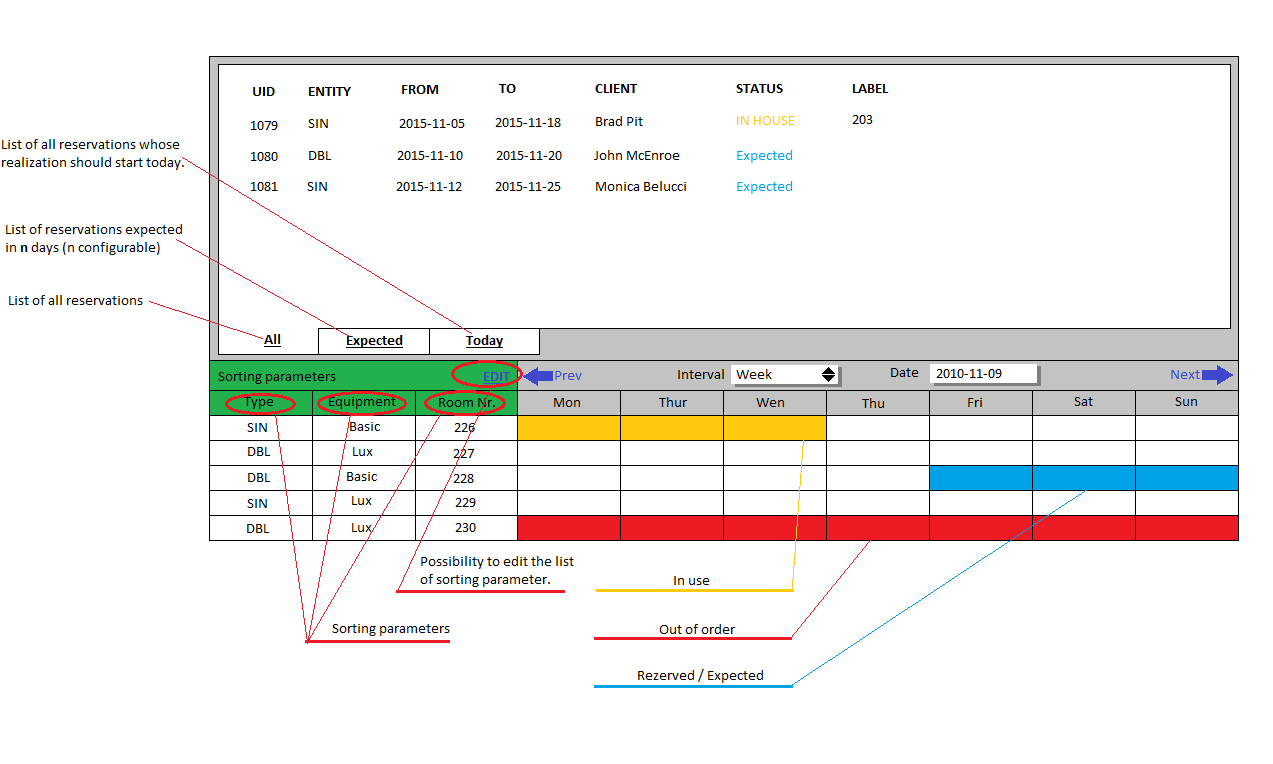 UID ENTITY FROM TO CLIENT STATUS LABEL
1079 SIN 2015-11-05 2015-11-18 Brad Pit IN HOUSE 203
1080 DBL 2015-11-10 2015-11-20 John McEnroe Expected
1081 SIN 2015-11-12 2015-11-25 Monica Belucci Expected
List of all reservations whose
realization should start today.
List of reservations expected
in n days (n configurable)
List of all reservations
All Expected Today
Sorting parameters EDIT Prev Interval Week Date 2010-11-09 Next
Type Equipment Room Nr. Mon Thur Wen Thu Fri Sat Sun
SIN Basic 226
DBL Lux 227
DBL Basic 228
SIN Lux 229
DBL Lux 230
Possibility to edit the list
of sorting parameter.
In use
Sorting parameters
Out of order
Rezerved / Expected